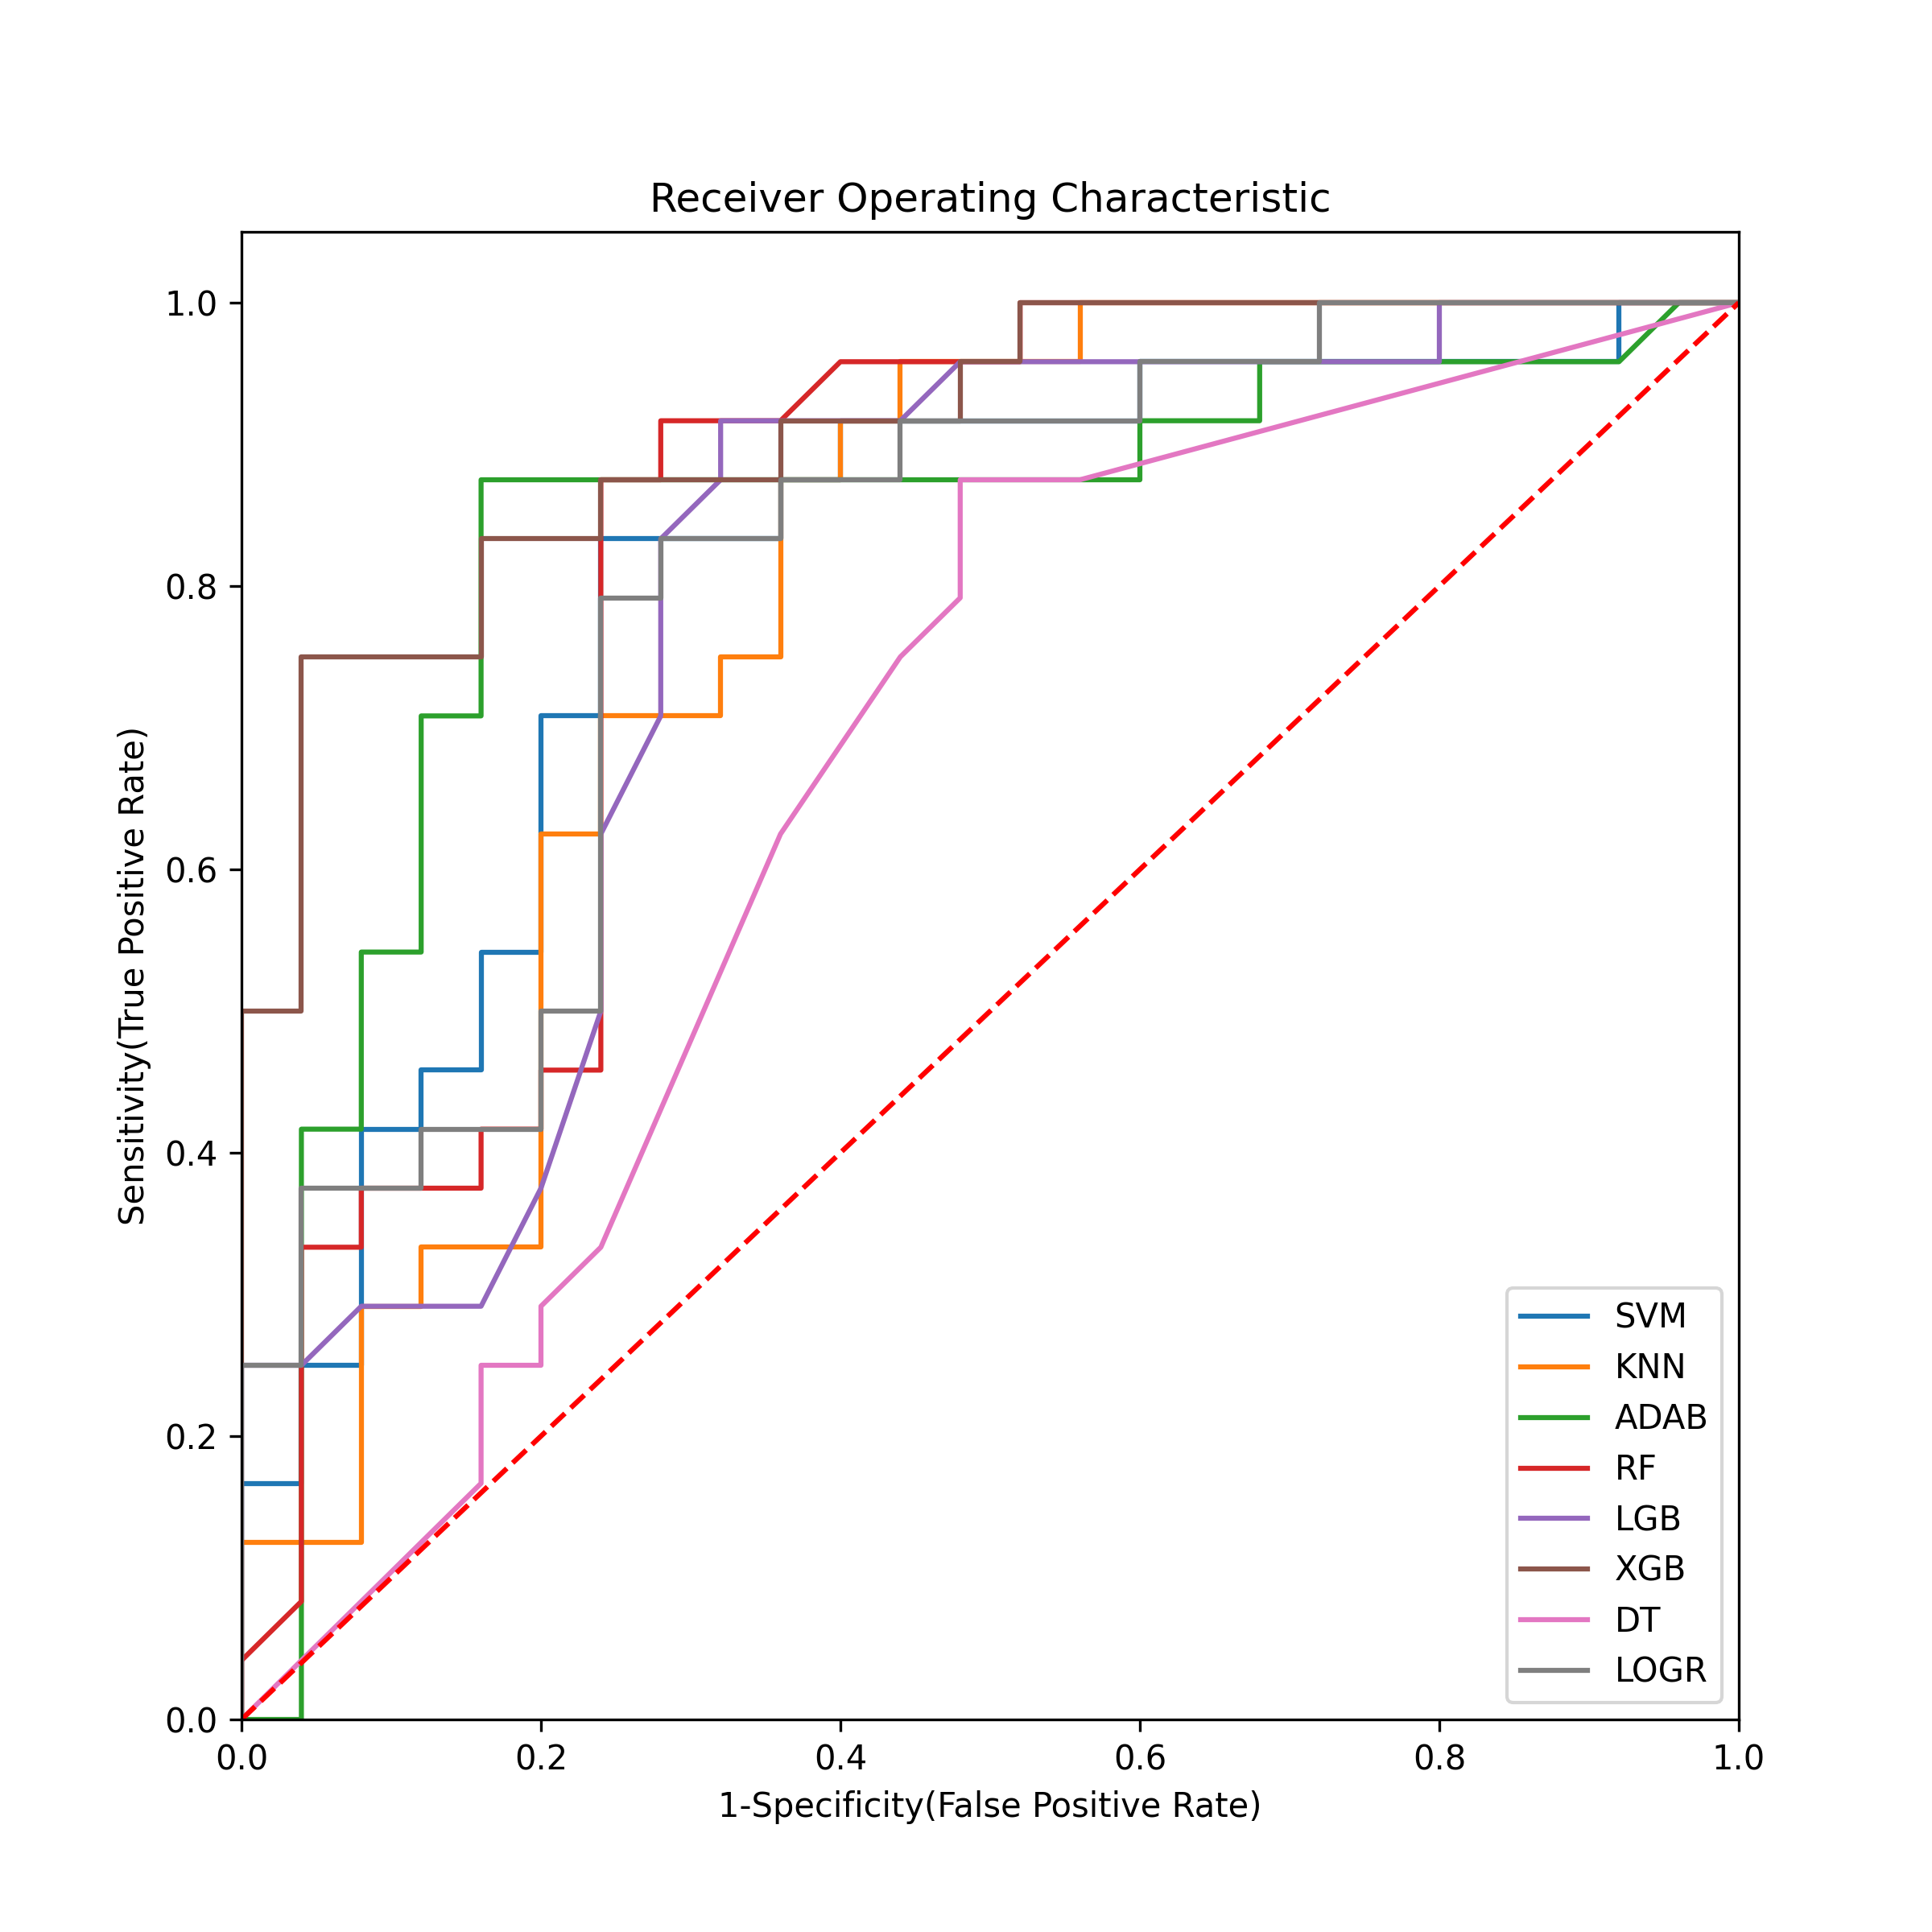 Receiver Operating Characteristic
Sensitivity(True Positive Rate)
1.0
0.8
0.6
0.4
0.2
0.0
0.0 0.2 0.4 0.6 0.8 1.0
1-Specificity(False Positive Rate)
SVM
KNN
ADAB
RF
LGB
XGB
DT
LOGR